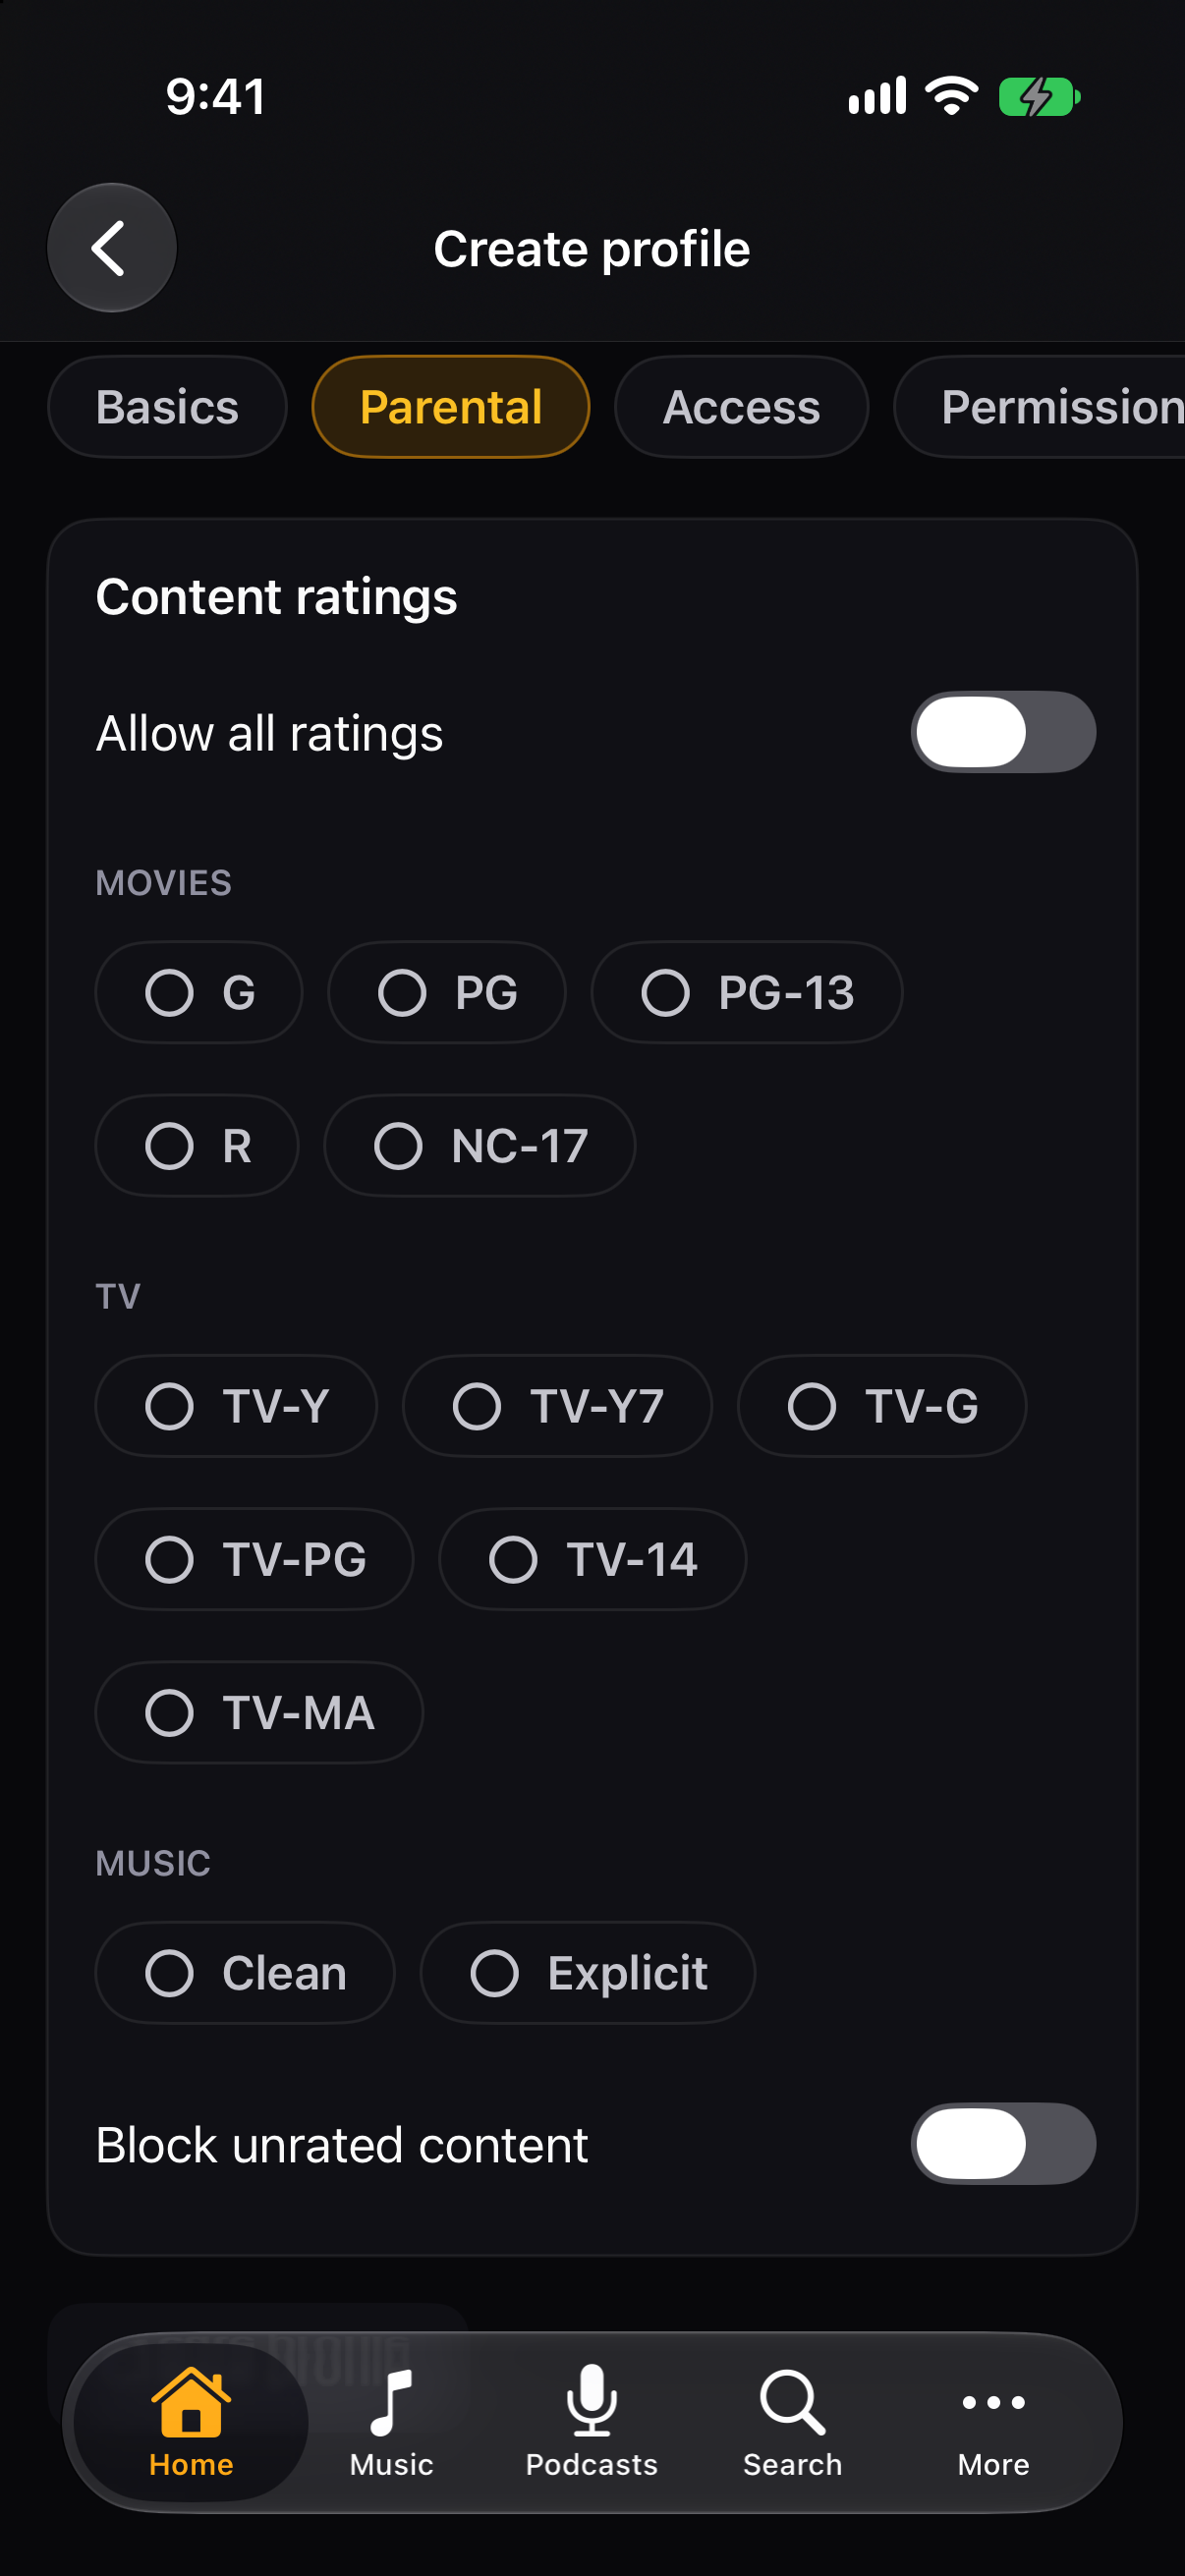 9:41
Create profile
Basics Parental Access Permission
Content ratings
Allow all ratings
MOVIES
G PG PG-13
R NC-17
TV
TV-Y TV-Y7 TV-G
TV-PG TV-14
TV-MA
MUSIC
Clean Explicit
Block unrated content
Home Music Podcasts Search More